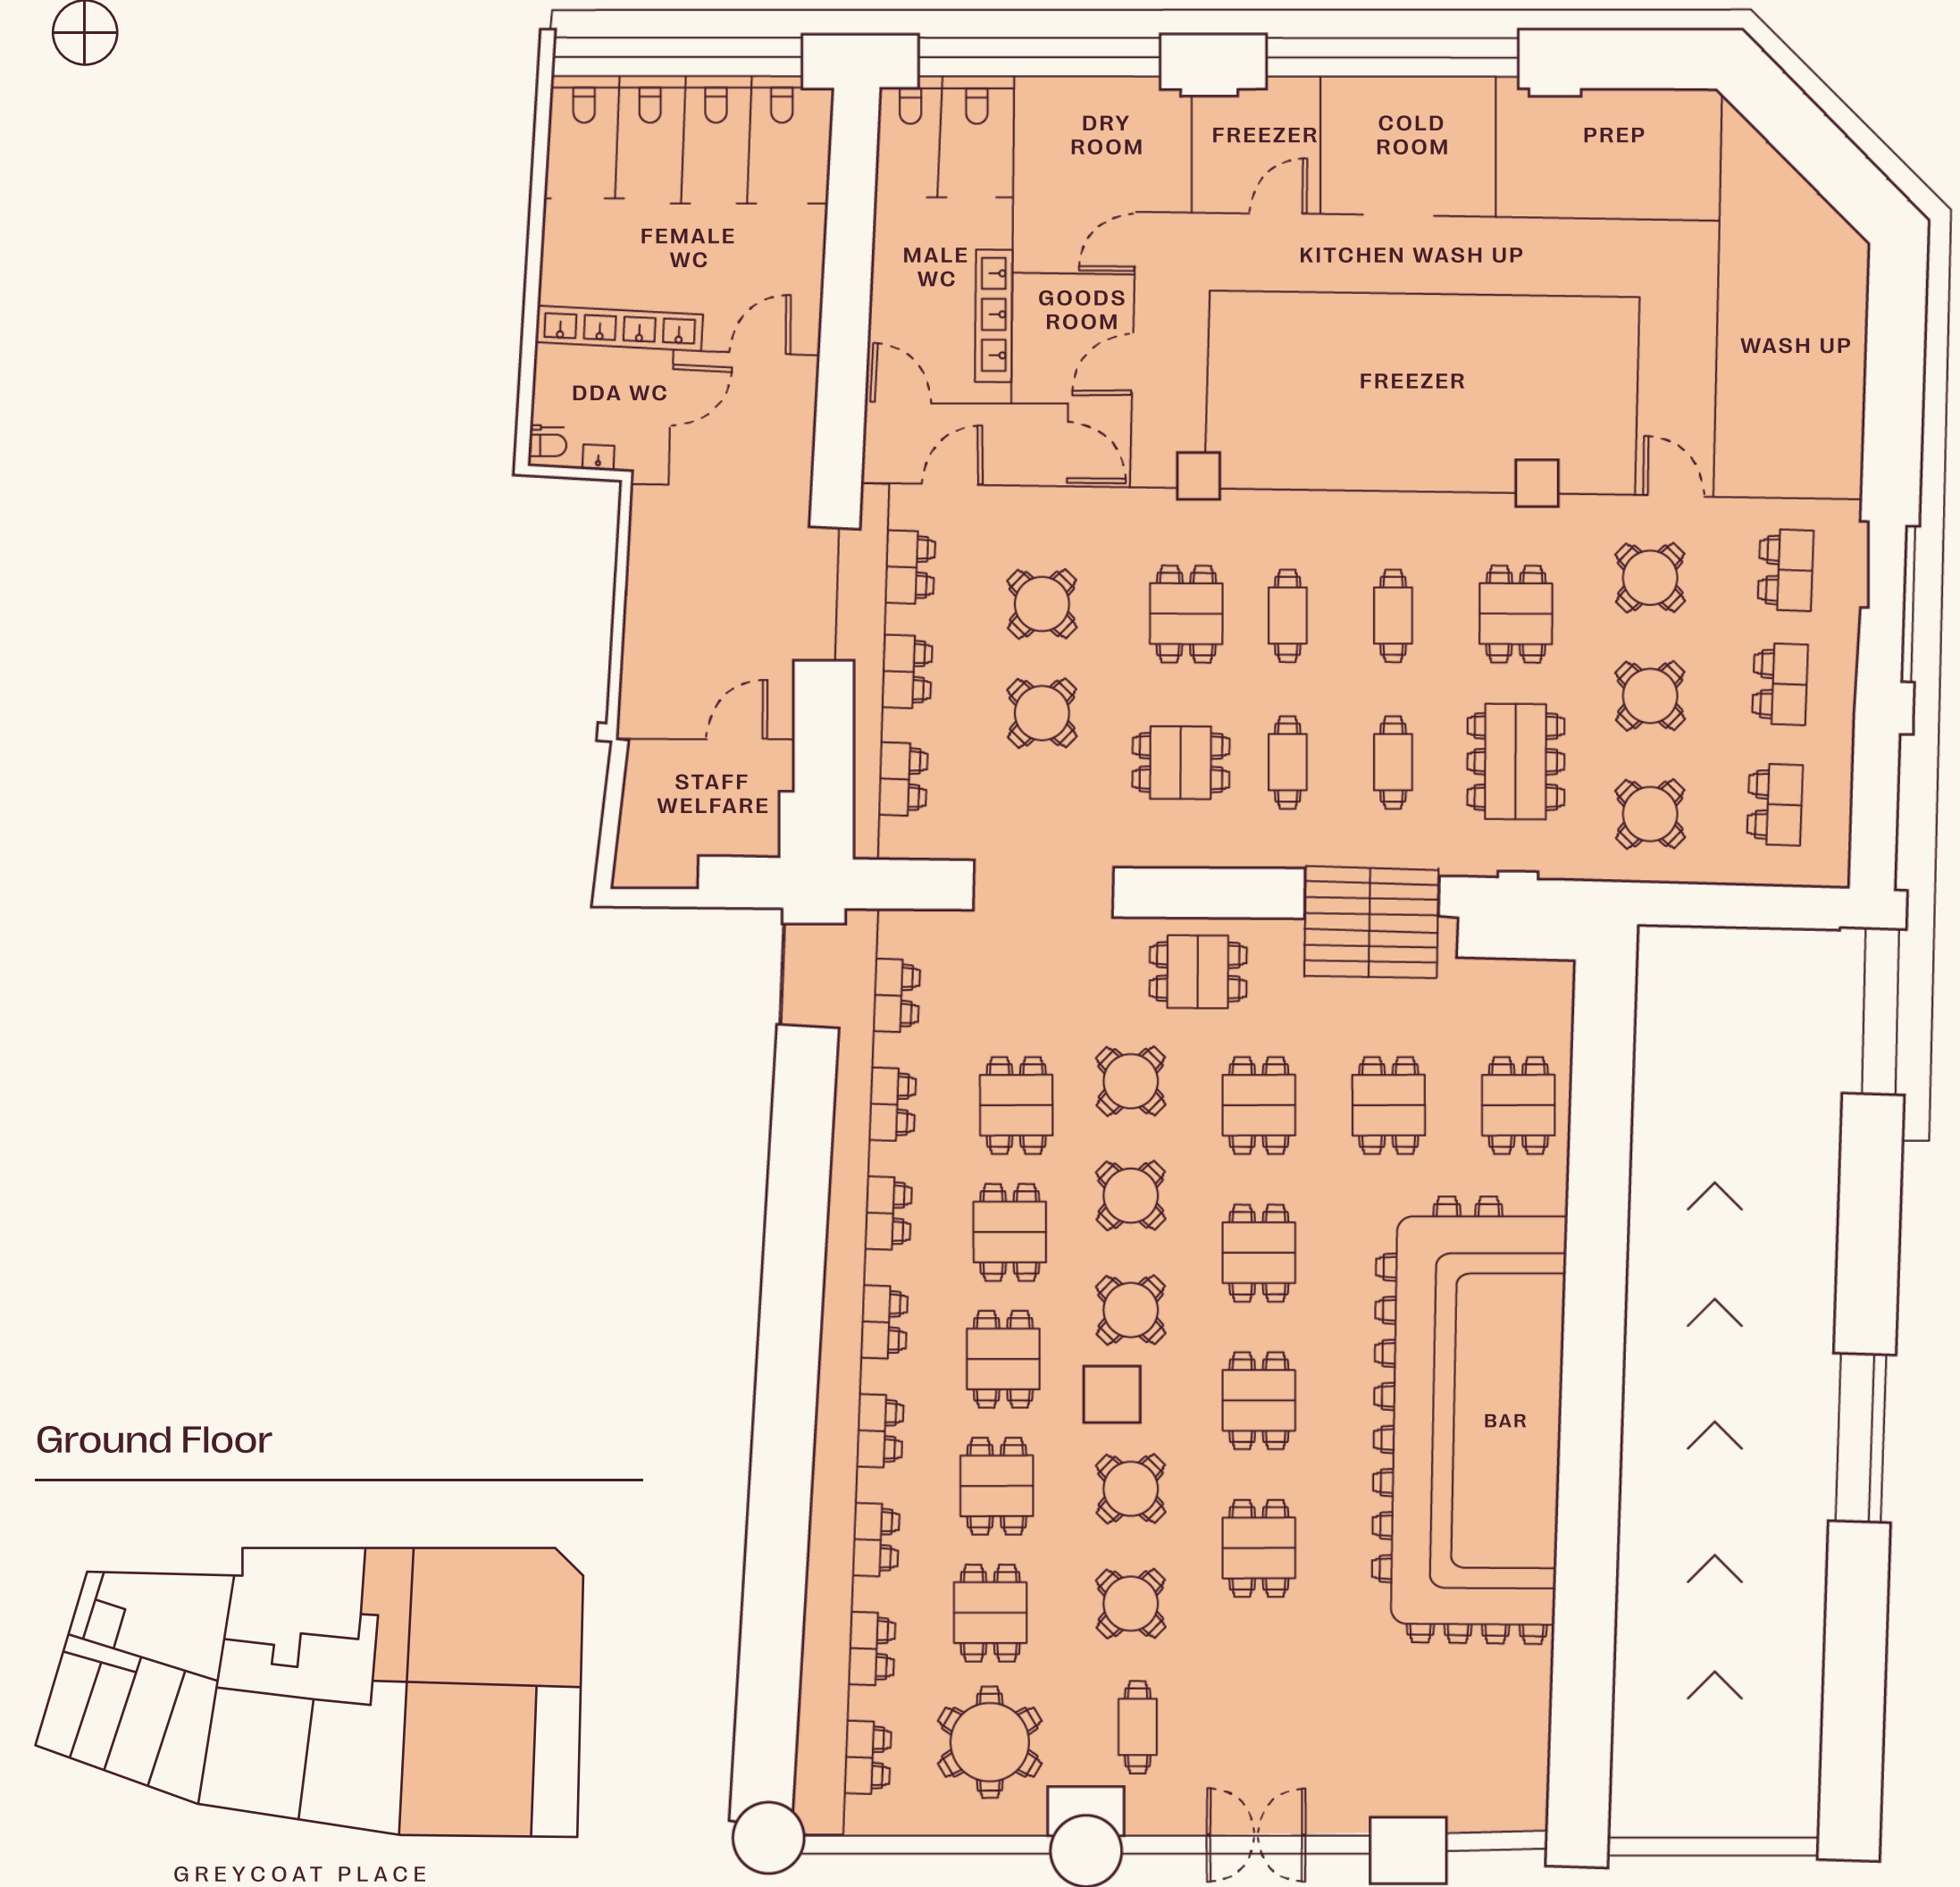 DRY
ROOM
FREEZER
COLD
ROOM
PREP
FEMALE
WC
MALE
WC
KITCHEN WASH UP
GOODS
ROOM
WASH UP
FREEZER
DDA WC
STAFF
WELFARE
BAR
Ground Floor
GREYCOAT PLACE